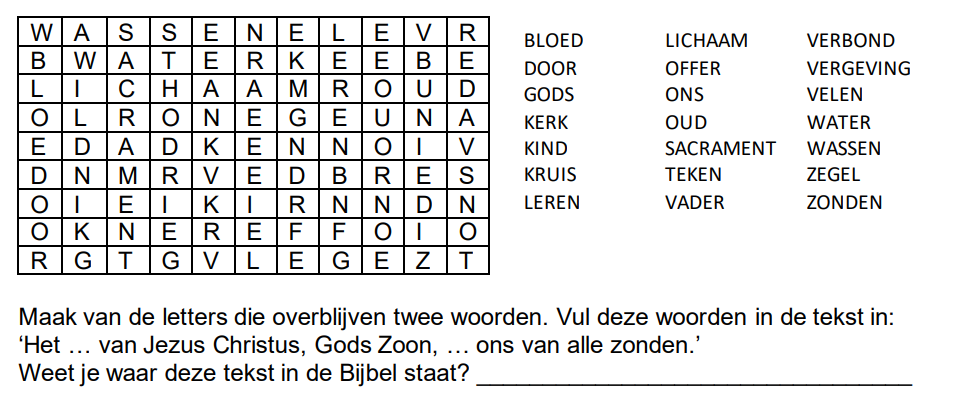 W A S S E N E L E V R
B W A T E R K E E B E
L I C H A A M R O U D
O L R O N E G E U N A
E D A D K E N N O I V
D N M R V E D B R E S
O I E I K I R N N D N
O K N E R E F F O I O
R G T G V L E G E Z T
BLOED LICHAAM VERBOND
DOOR OFFER VERGEVING
GODS ONS VELEN
KERK OUD WATER
KIND SACRAMENT WASSEN
KRUIS TEKEN ZEGEL
LEREN VADER ZONDEN
Maak van de letters die overblijven twee woorden. Vul deze woorden in de tekst in:
‘Het … van Jezus Christus, Gods Zoon, … ons van alle zonden.’
Weet je waar deze tekst in de Bijbel staat? _________________________________